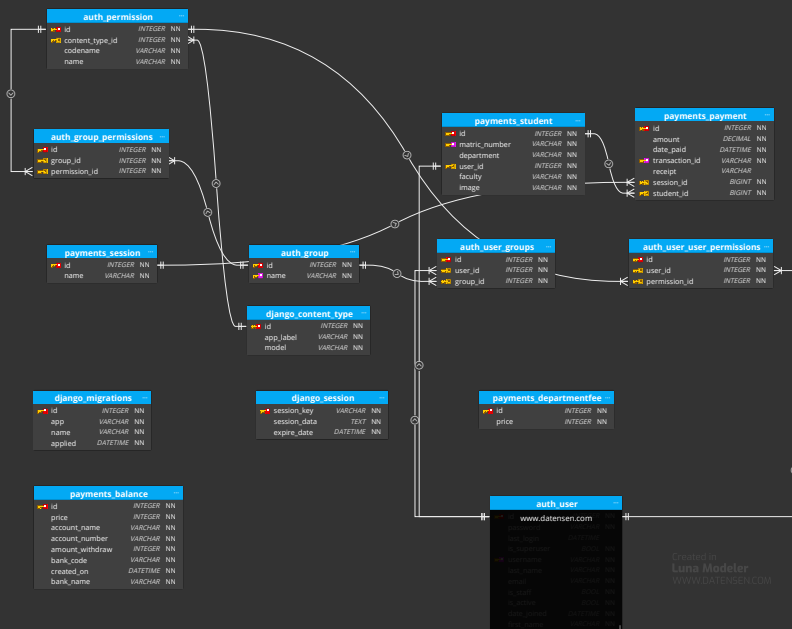 auth_permission
id INTEGER NN
content_type_id INTEGER NN
codename VARCHAR NN
name VARCHAR NN
auth_group_permissions
id INTEGER NN
group_id INTEGER NN
permission_id INTEGER NN
payments_student
id INTEGER NN
matric_number VARCHAR NN
department VARCHAR NN
user_id INTEGER NN
faculty VARCHAR NN
image VARCHAR NN
payments_payment
id INTEGER NN
amount DECIMAL NN
date_paid DATETIME NN
transaction_id VARCHAR NN
receipt VARCHAR
session_id BIGINT NN
student_id BIGINT NN
payments_session
id INTEGER NN
name VARCHAR NN
auth_group
id INTEGER NN
name VARCHAR NN
auth_user_groups
id INTEGER NN
user_id INTEGER NN
group_id INTEGER NN
auth_user_user_permissions
id INTEGER NN
user_id INTEGER NN
permission_id INTEGER NN
django_content_type
id INTEGER NN
app_label VARCHAR NN
model VARCHAR NN
django_migrations
id INTEGER NN
app VARCHAR NN
name VARCHAR NN
applied DATETIME NN
django_session
session_key VARCHAR NN
session_data TEXT NN
expire_date DATETIME NN
payments_departmentfee
id INTEGER NN
price INTEGER NN
payments_balance
id INTEGER NN
price INTEGER NN
account_name VARCHAR NN
account_number VARCHAR NN
amount_withdraw INTEGER NN
bank_code VARCHAR NN
created_on DATETIME NN
bank_name VARCHAR NN
auth_user
www.datensen.com
Created in
Luna Modeler
WWW.DATENSEN.COM